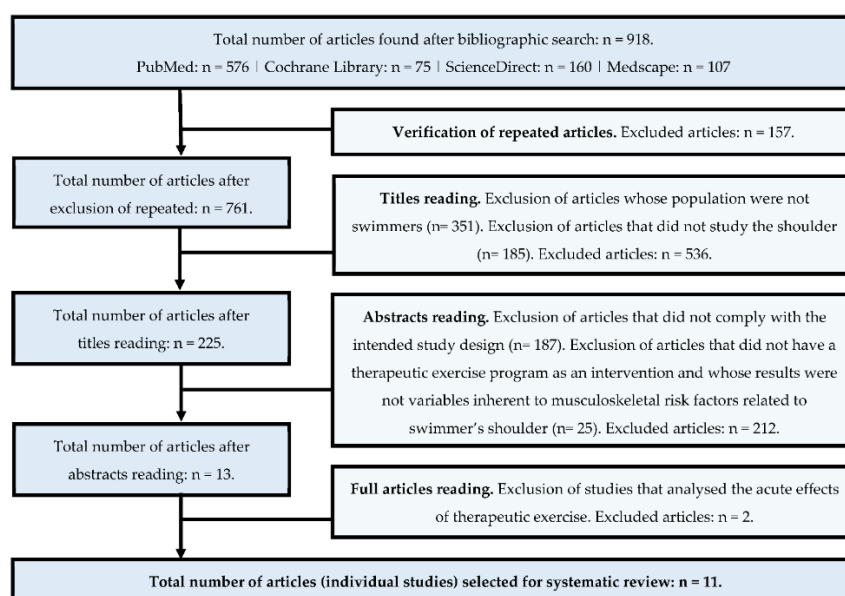 Total number of articles found after bibliographic search: n = 918.
PubMed: n = 576 | Cochrane Library: n = 75 | ScienceDirect: n = 160 | Medscape: n = 107
Verification of repeated articles. Excluded articles: n = 157.
Total number of articles after
exclusion of repeated: n = 761.
Titles reading. Exclusion of articles whose population were not
swimmers (n= 351). Exclusion of articles that did not study the shoulder
(n= 185). Excluded articles: n = 536.
Total number of articles after
titles reading: n = 225.
Abstracts reading. Exclusion of articles that did not comply with the
intended study design (n= 187). Exclusion of articles that did not have a
therapeutic exercise program as an intervention and whose results were
not variables inherent to musculoskeletal risk factors related to
swimmer's shoulder (n= 25). Excluded articles: n = 212.
Total number of articles after
abstracts reading: n = 13.
Full articles reading. Exclusion of studies that analysed the acute effects
of therapeutic exercise. Excluded articles: n = 2.
Total number of articles (individual studies) selected for systematic review: n = 11.